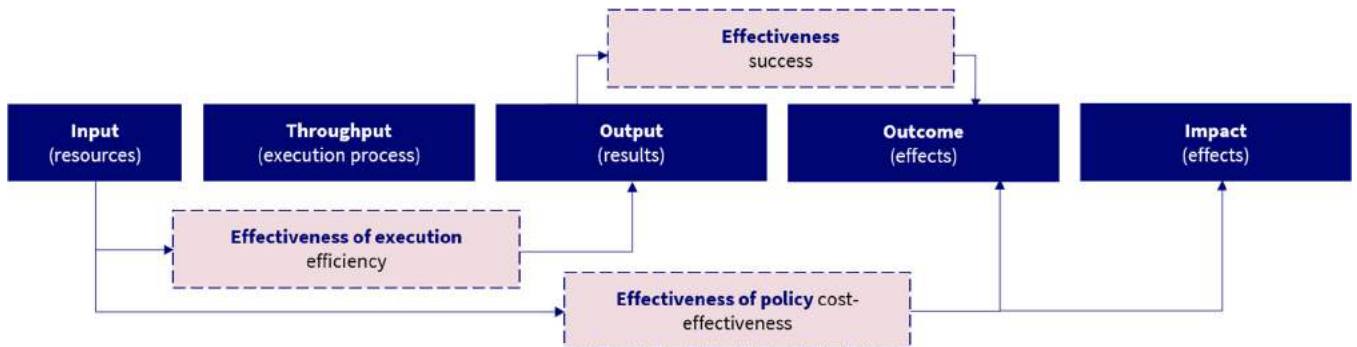 Effectiveness
success
Input
(resources)
Throughput
(execution process)
Output
(results)
Outcome
(effects)
Impact
(effects)
Effectiveness of execution
efficiency
Effectiveness of policy cost-
effectiveness